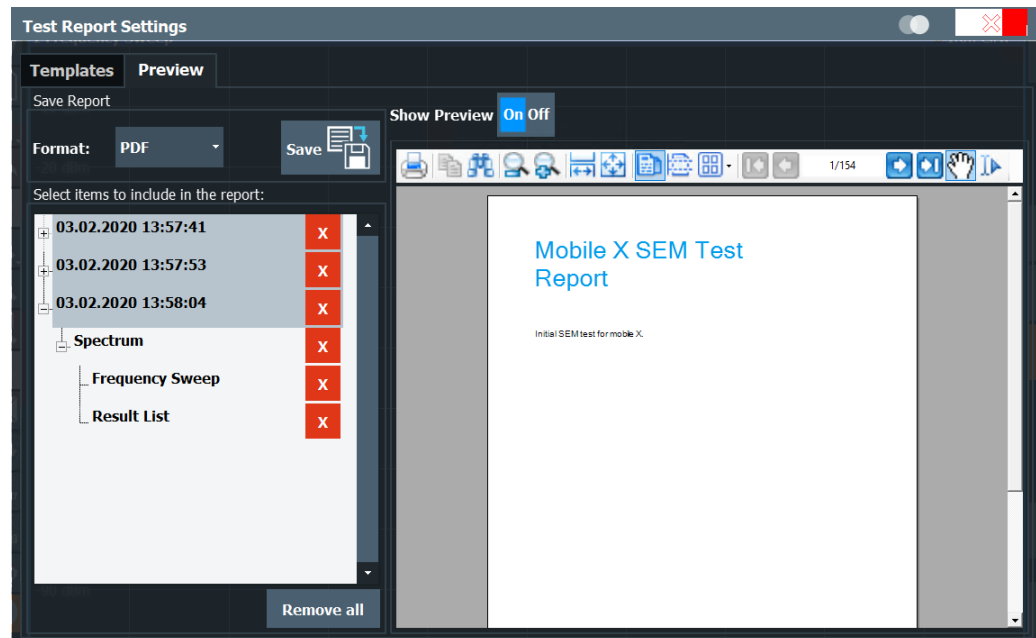 Test Report Settings
Templates
Preview
Save Report
Format:
PDF
Save
Select items to include in the report:
03.02.2020 13:57:41
X
03.02.2020 13:57:53
X
03.02.2020 13:58:04
X
Spectrum
X
Frequency Sweep
X
Result List
X
Remove all
Show Preview
On
Off
1/154
Mobile X SEM Test
Report
Initial SEM test for mobile X.